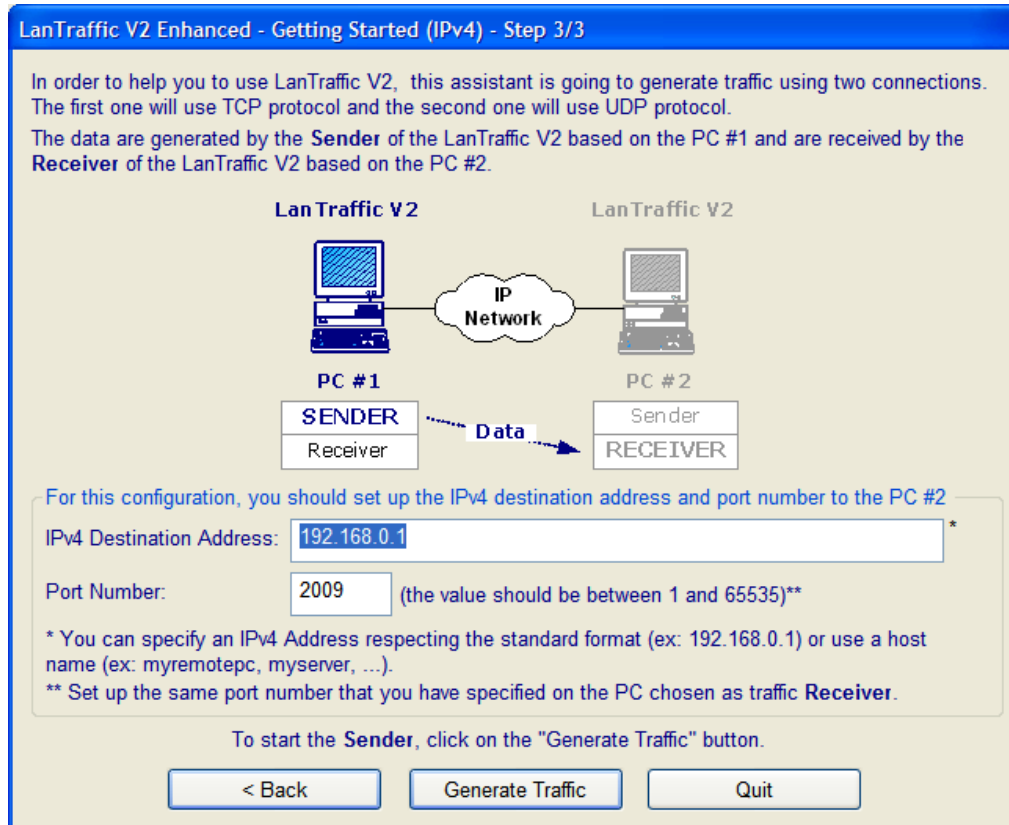 LanTraffic V2 Enhanced - Getting Started (IPv4) - Step 3/3
In order to help you to use LanTraffic V2, this assistant is going to generate traffic using two connections.
The first one will use TCP protocol and the second one will use UDP protocol.
The data are generated by the Sender of the LanTraffic V2 based on the PC #1 and are received by the
Receiver of the LanTraffic V2 based on the PC #2.
LanTraffic V2
LanTraffic V2
IP
Network
PC #1
PC #2
SENDER
Receiver
Data
Sender
RECEIVER
For this configuration, you should set up the IPv4 destination address and port number to the PC #2
IPv4 Destination Address: 192.168.0.1 *
Port Number: 2009 (the value should be between 1 and 65535)**
* You can specify an IPv4 Address respecting the standard format (ex: 192.168.0.1) or use a host
name (ex: myremotepc, myserver, ...).
** Set up the same port number that you have specified on the PC chosen as traffic Receiver.
To start the Sender, click on the "Generate Traffic" button.
< Back
Generate Traffic
Quit